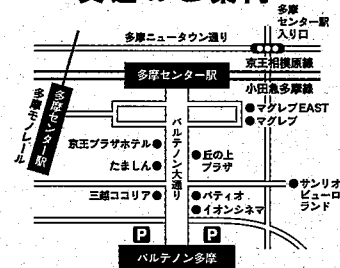 多摩
センター駅
入り口
多摩ニュータウン通り
京王相模原線
多摩センター駅
小田急多摩線
多摩センター駅
多摩モノレール
マグレブEAST
マグレブ
パルテノン大通り
京王プラザホテル
丘の上
プラザ
たましん
三越ココリア
パティオ
イオンシネマ
サンリオ
ピューロ
ランド
P
P
パルテノン多摩